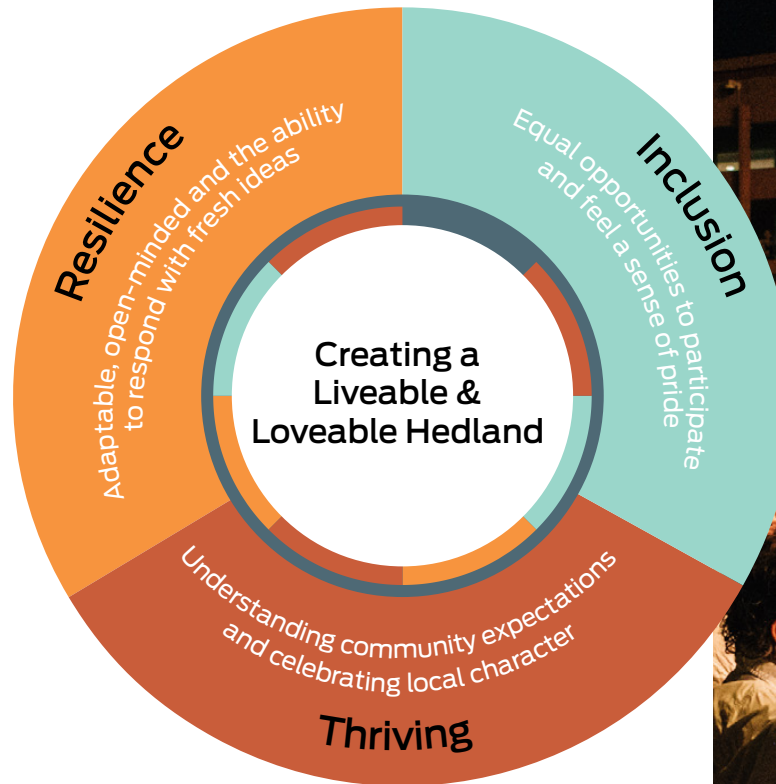 Resilience
Adaptable, open-minded and the ability
to respond with fresh ideas
Inclusion
Equal opportunities to participate
and feel a sense of pride
Creating a
Liveable &
Loveable Hedland
Understanding community expectations
and celebrating local character
Thriving